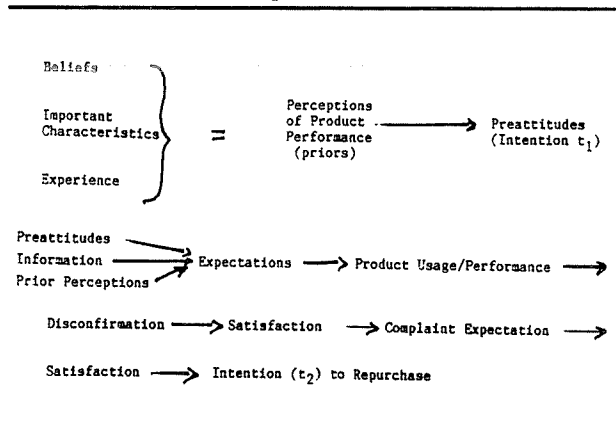 Beliefs
Important
Characteristics
Experience
=
Perceptions
of Product
Performance
(priors)
Preattitudes
(Intention t₁)
Preattitudes
Information
Prior Perceptions
Expectations
Product Usage/Performance
Disconfirmation
Satisfaction
Complaint Expectation
Satisfaction
Intention (t₂) to Repurchase